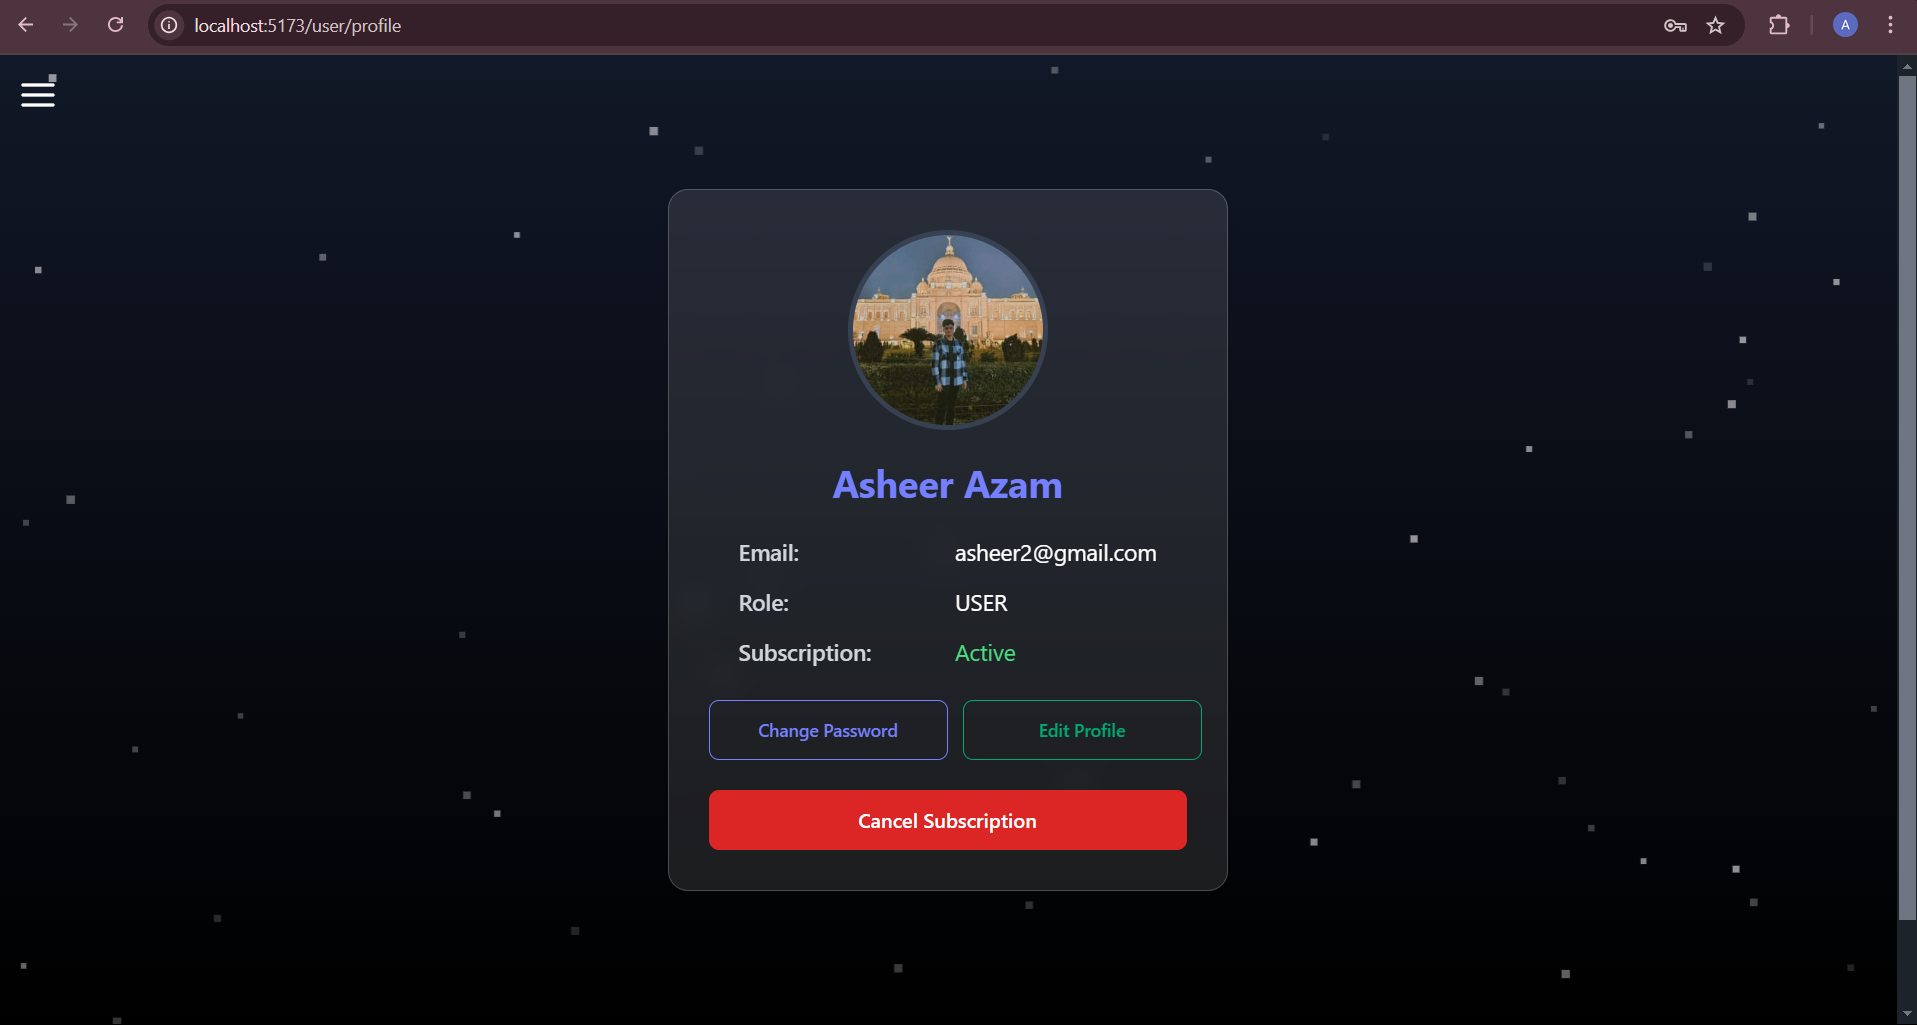 localhost:5173/user/profile
A
Asheer Azam
Email: asheer2@gmail.com
Role: USER
Subscription: Active
Change Password Edit Profile
Cancel Subscription